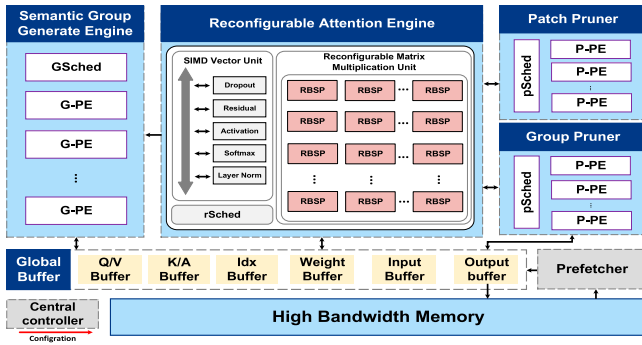 Semantic Group
Generate Engine
GSched
G-PE
G-PE
⋮
G-PE
Reconfigurable Attention Engine
SIMD Vector Unit
Dropout
Residual
Activation
Softmax
Layer Norm
rSched
Reconfigurable Matrix
Multiplication Unit
RBSP RBSP ... RBSP
RBSP RBSP ... RBSP
RBSP RBSP ... RBSP
⋮ ⋮ ⋮
RBSP RBSP ... RBSP
Patch Pruner
pSched
P-PE
P-PE
⋮
P-PE
Group Pruner
pSched
P-PE
P-PE
⋮
P-PE
Global
Buffer
Q/V
Buffer
K/A
Buffer
Idx
Buffer
Weight
Buffer
Input
Buffer
Output
buffer
Prefetcher
Central
controller
Configration
High Bandwidth Memory